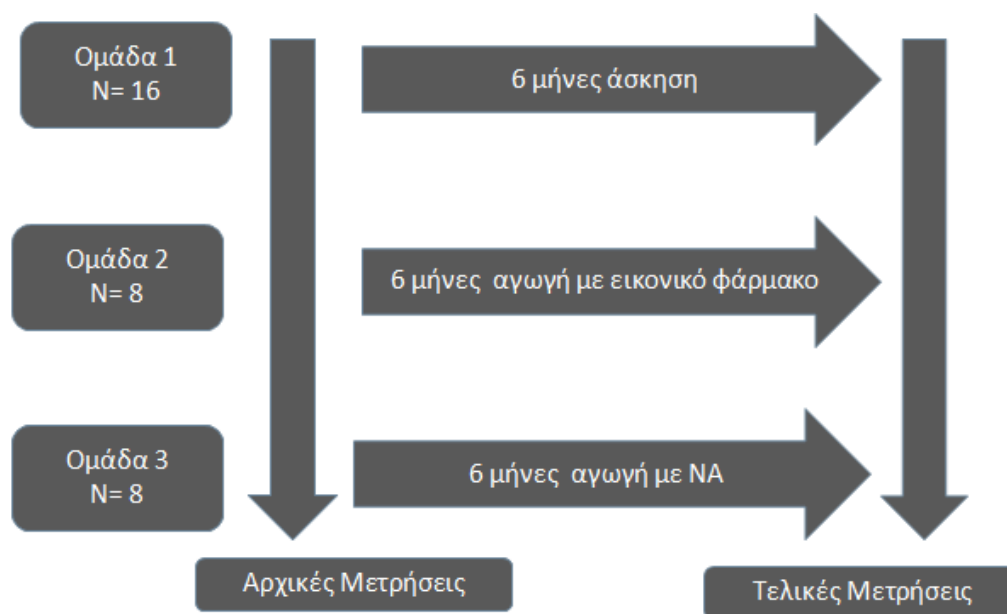 Ομάδα 1
Ν= 16
6 μήνες άσκηση
Ομάδα 2
Ν= 8
6 μήνες αγωγή με εικονικό φάρμακο
Ομάδα 3
Ν= 8
6 μήνες αγωγή με ΝΑ
Αρχικές Μετρήσεις
Τελικές Μετρήσεις